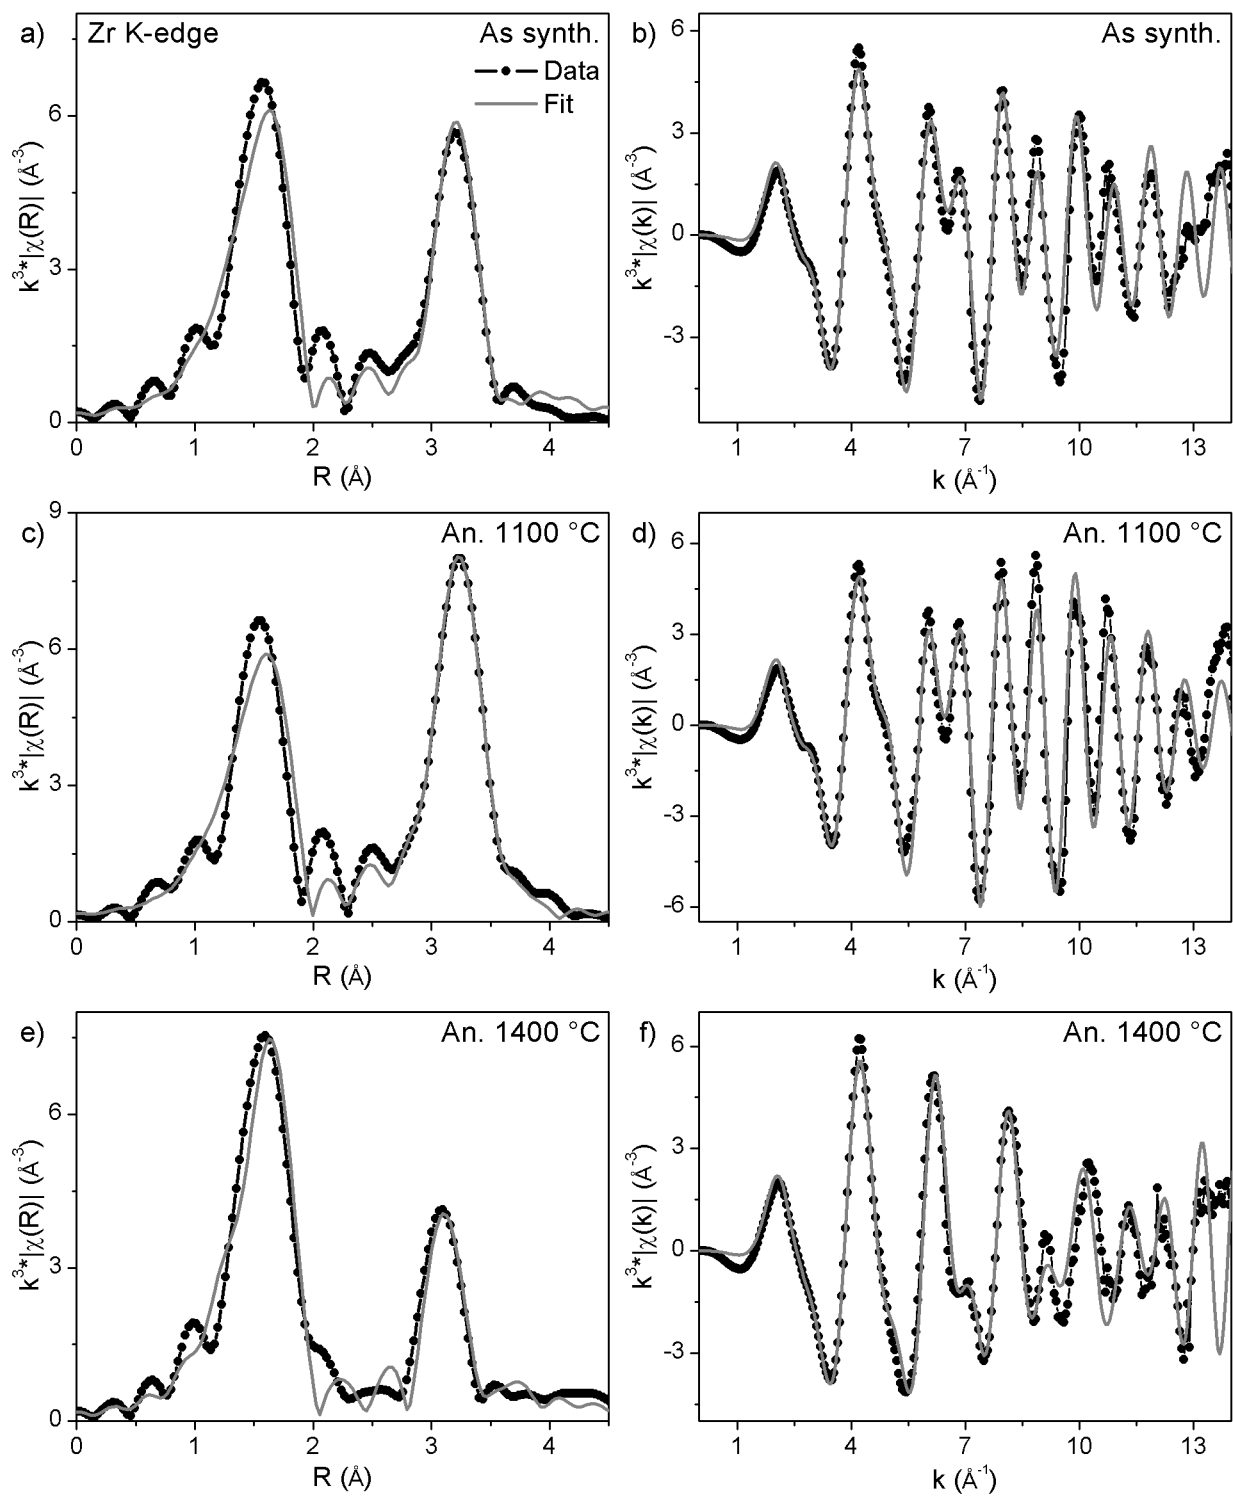 a)
Zr K-edge
As synth.
Data
Fit
6
3
0
k³*|χ(R)| (Å⁻³)
0
1
2
3
4
R (Å)
b)
As synth.
6
3
0
-3
k³*|χ(k)| (Å⁻³)
1
4
7
10
13
k (Å⁻¹)
c)
An. 1100 °C
9
6
3
0
k³*|χ(R)| (Å⁻³)
0
1
2
3
4
R (Å)
d)
An. 1100 °C
6
3
0
-3
-6
k³*|χ(k)| (Å⁻³)
1
4
7
10
13
k (Å⁻¹)
e)
An. 1400 °C
6
3
0
k³*|χ(R)| (Å⁻³)
0
1
2
3
4
R (Å)
f)
An. 1400 °C
6
3
0
-3
k³*|χ(k)| (Å⁻³)
1
4
7
10
13
k (Å⁻¹)